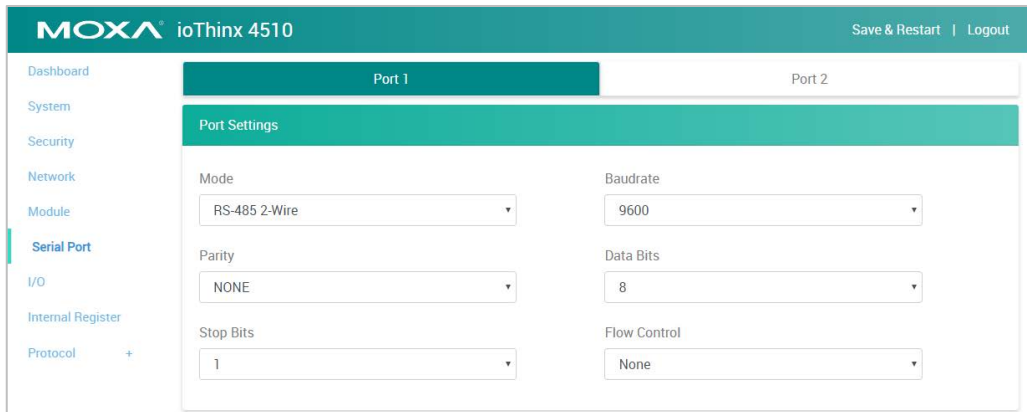 MOXA ioThinx 4510 Save & Restart | Logout
Dashboard
System
Security
Network
Module
Serial Port
I/O
Internal Register
Protocol +
Port 1 Port 2
Port Settings
Mode Baudrate
RS-485 2-Wire 9600
Parity Data Bits
NONE 8
Stop Bits Flow Control
1 None